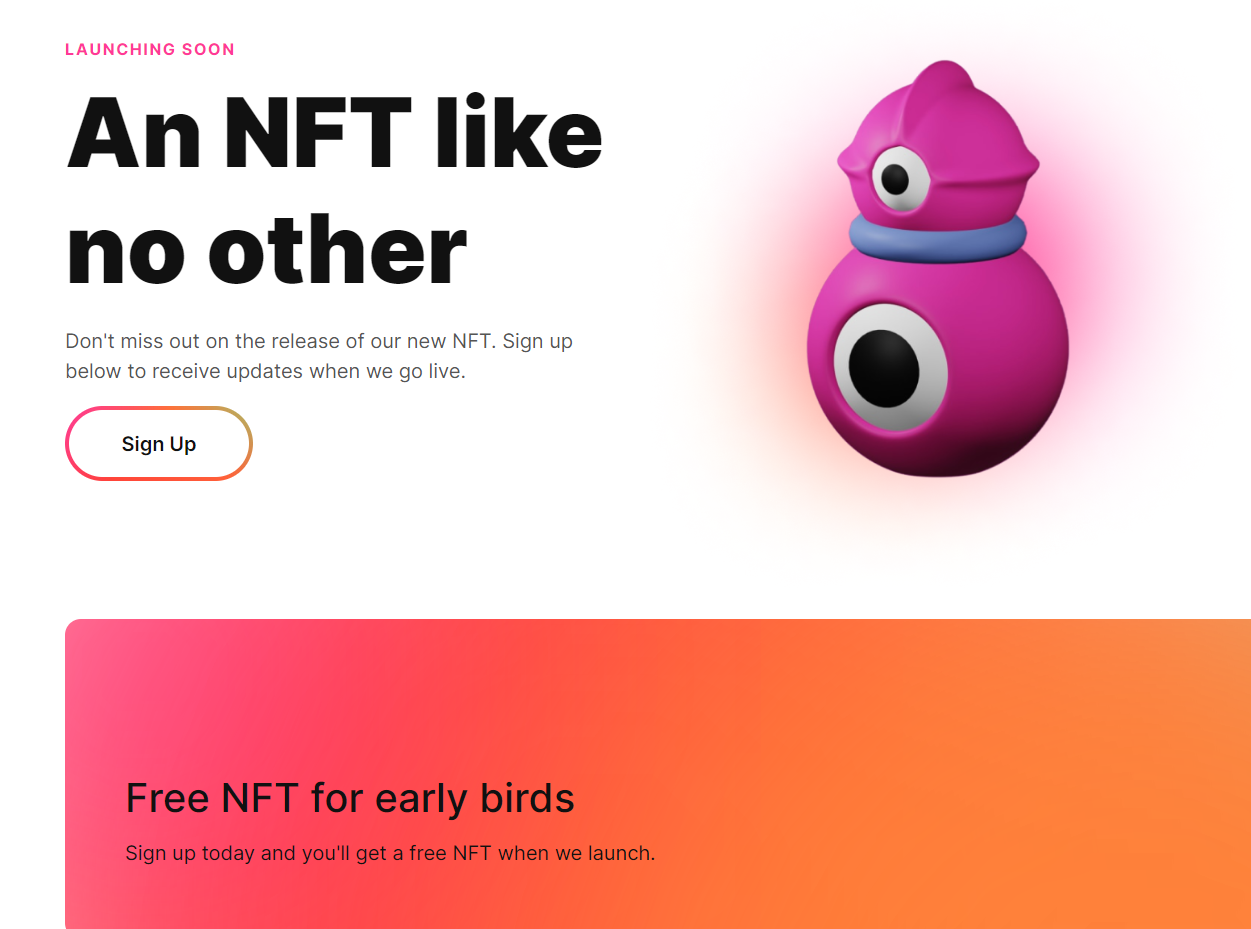 LAUNCHING SOON
An NFT like
no other
Don't miss out on the release of our new NFT. Sign up
below to receive updates when we go live.
Sign Up
Free NFT for early birds
Sign up today and you'll get a free NFT when we launch.